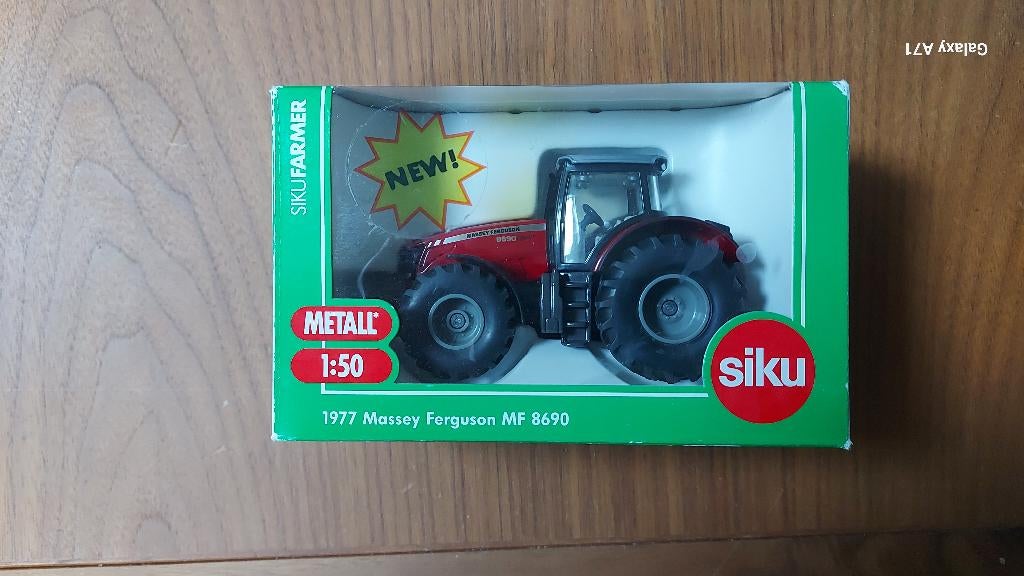 Galaxy A71
SIKUFARMER
NEW!
MASSEY FERGUSON
8690
METALL*
1:50
siku
1977 Massey Ferguson MF 8690